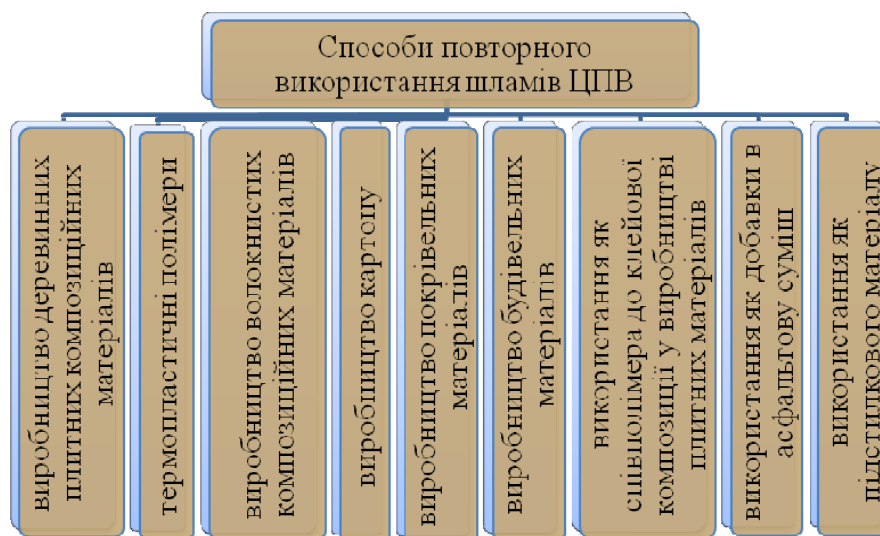 Способи повторного
використання шламів ЦПВ
виробництво деревинних
плитних композиційних
матеріалів
термопластичні полімери
виробництво волокнистих
композиційних матеріалів
виробництво картону
виробництво покрівельних
матеріалів
виробництво будівельних
матеріалів
використання як
співполімера до клейової
композиції у виробництві
плитних матеріалів
використання як добавки в
асфальтову суміш
використання як
підстилкового матеріалу